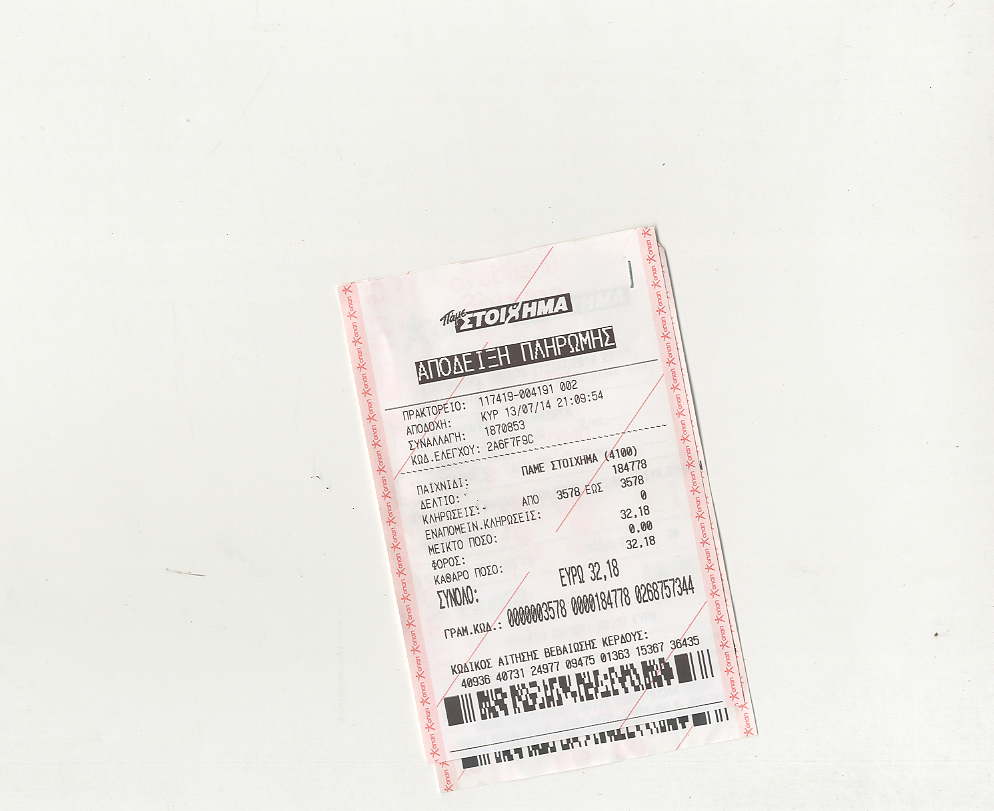 Πάμε ΣΤΟΙΧΗΜΑ
ΑΠΟΔΕΙΞΗ ΠΛΗΡΩΜΗΣ
ΠΡΑΚΤΟΡΕΙΟ: 117419-004191 002
ΑΠΟΔΟΧΗ: ΚΥΡ 13/07/14 21:09:54
ΣΥΝΑΛΛΑΓΗ: 1870853
ΚΩΔ.ΕΛΕΓΧΟΥ: 2A6F7F9C
ΠΑΙΧΝΙΔΙ: ΠΑΜΕ ΣΤΟΙΧΗΜΑ (4100)
ΔΕΛΤΙΟ: 184778
ΚΛΗΡΩΣΕΙΣ: ΑΠΟ 3578 ΕΩΣ 3578
ΕΝΑΠΟΜΕΙΝ.ΚΛΗΡΩΣΕΙΣ: 0
ΜΕΙΚΤΟ ΠΟΣΟ: 32,18
ΦΟΡΟΣ: 0.00
ΚΑΘΑΡΟ ΠΟΣΟ: 32,18
ΣΥΝΟΛΟ: ΕΥΡΩ 32,18
ΓΡΑΜ.ΚΩΔ.: 0000003578 0000184778 0268757344
ΚΩΔΙΚΟΣ ΑΙΤΗΣΗΣ ΒΕΒΑΙΩΣΗΣ ΚΕΡΔΟΥΣ:
40936 40731 24977 09475 01363 15367 36435